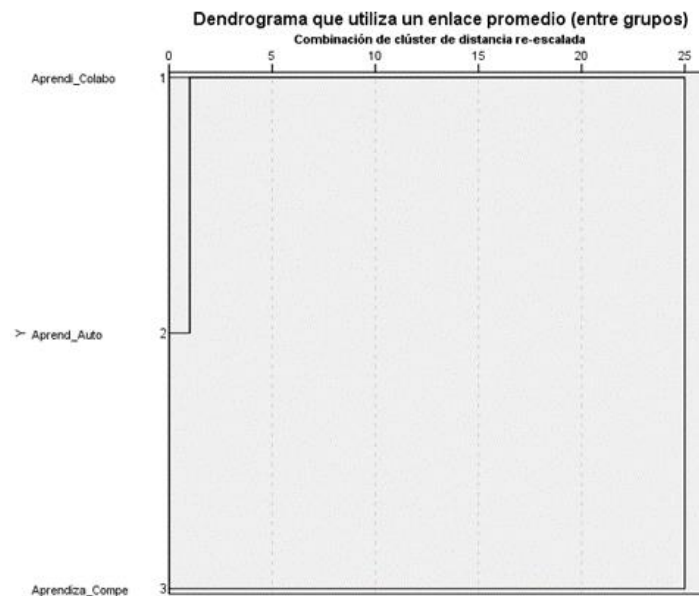 Dendrograma que utiliza un enlace promedio (entre grupos)
Combinación de clúster de distancia re-escalada
0 5 10 15 20 25
Aprendi_Colabo 1
Y Aprend_Auto 2
Aprendiza_Compe 3